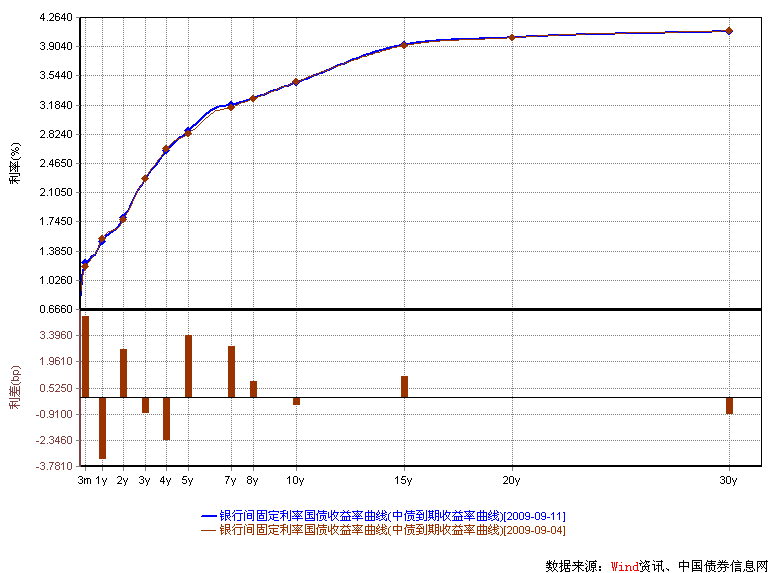 4.2640
3.9040
3.5440
3.1840
2.8240
2.4650
2.1050
1.7450
1.3850
1.0260
0.6660
利率(%)
3.3960
1.9610
0.5250
-0.9100
-2.3460
-3.7810
利差(bp)
3m 1y 2y 3y 4y 5y 7y 8y 10y 15y 20y 30y
银行间固定利率国债收益率曲线(中债到期收益率曲线)[2009-09-11]
银行间固定利率国债收益率曲线(中债到期收益率曲线)[2009-09-04]
数据来源：Wind资讯、中国债券信息网